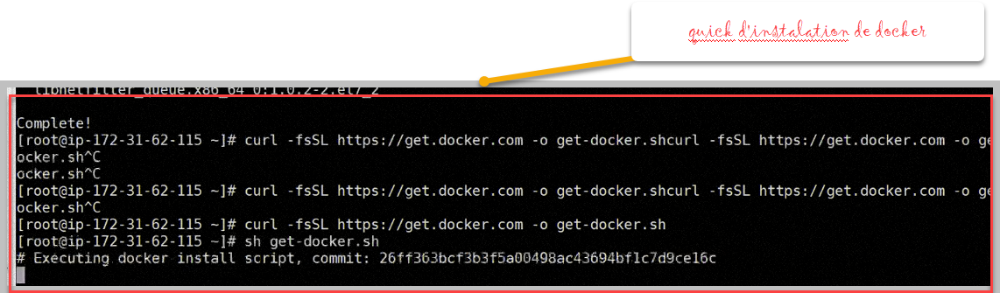 quick d'instalation de docker
libnetfilter_queue.x86_64 0:1.0.2-2.el7_2
Complete!
[root@ip-172-31-62-115 ~]# curl -fsSL https://get.docker.com -o get-docker.shcurl -fsSL https://get.docker.com -o ge
ocker.sh^C
ocker.sh^C
[root@ip-172-31-62-115 ~]# curl -fsSL https://get.docker.com -o get-docker.shcurl -fsSL https://get.docker.com -o ge
ocker.sh^C
[root@ip-172-31-62-115 ~]# curl -fsSL https://get.docker.com -o get-docker.sh
[root@ip-172-31-62-115 ~]# sh get-docker.sh
# Executing docker install script, commit: 26ff363bcf3b3f5a00498ac43694bf1c7d9ce16c